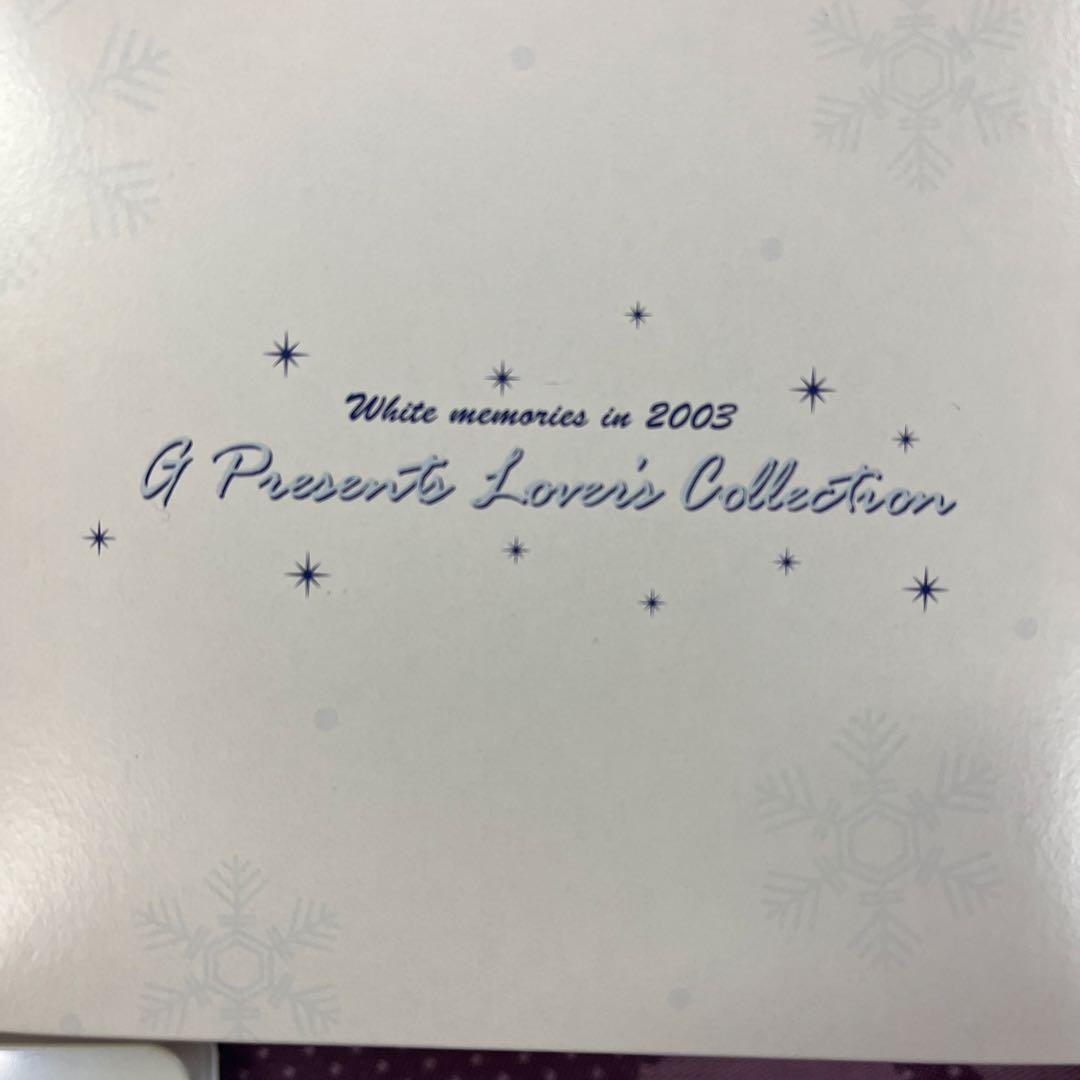 White memories in 2003
G Presents Lover's Collection